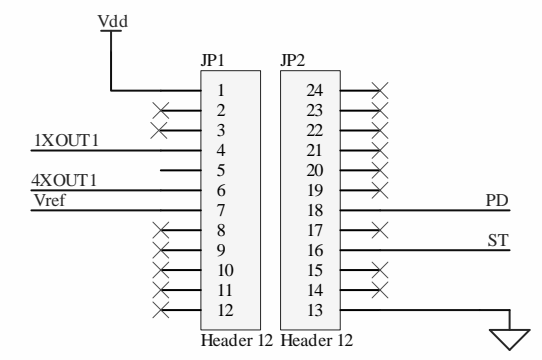 Vdd
JP1 JP2
1 24
2 23
3 22
1XOUT1 4 21
5 20
4XOUT1 6 19
Vref 7 18 PD
8 17
9 16 ST
10 15
11 14
12 13
Header 12 Header 12